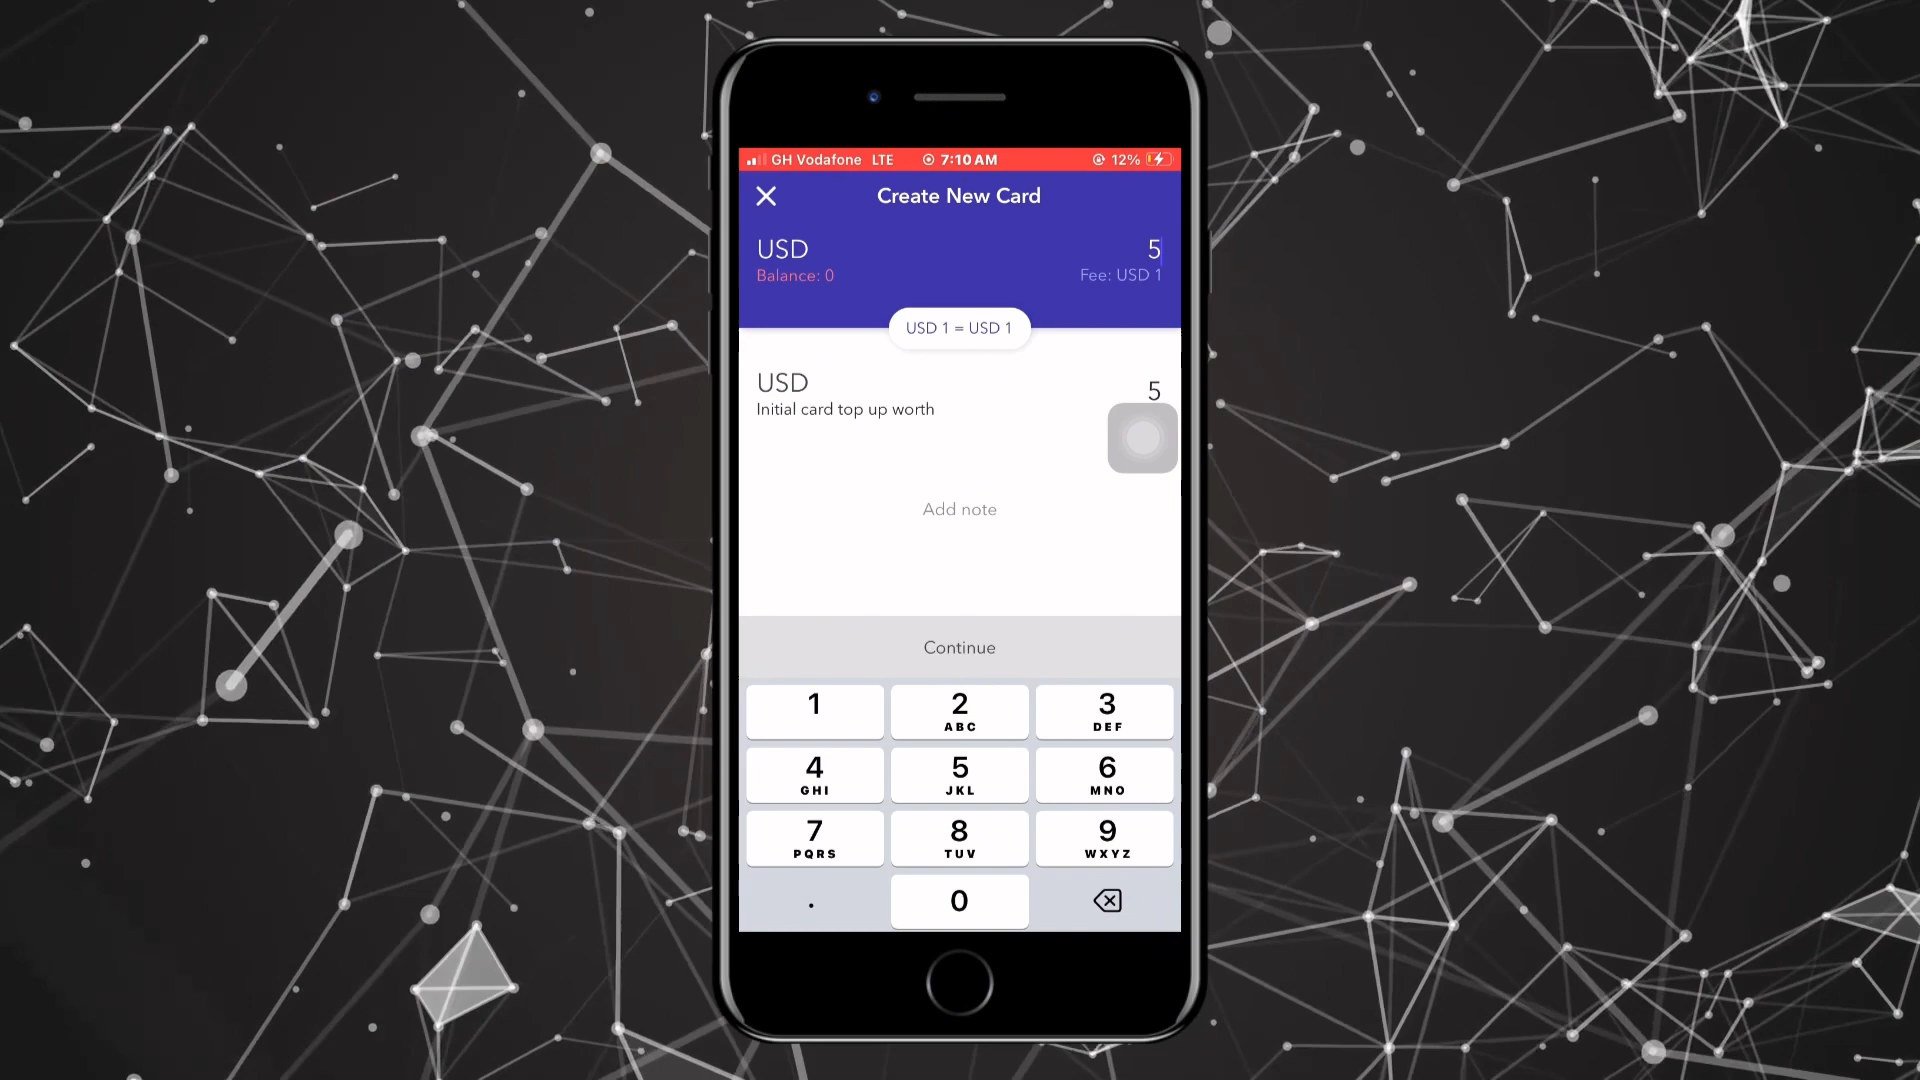 GH Vodafone LTE 7:10 AM 12%
Create New Card
USD 5
Balance: 0 Fee: USD 1
USD 1 = USD 1
USD 5
Initial card top up worth
Add note
Continue
1 2 3
ABC DEF
4 5 6
GHI JKL MNO
7 8 9
PQRS TUV WXYZ
. 0